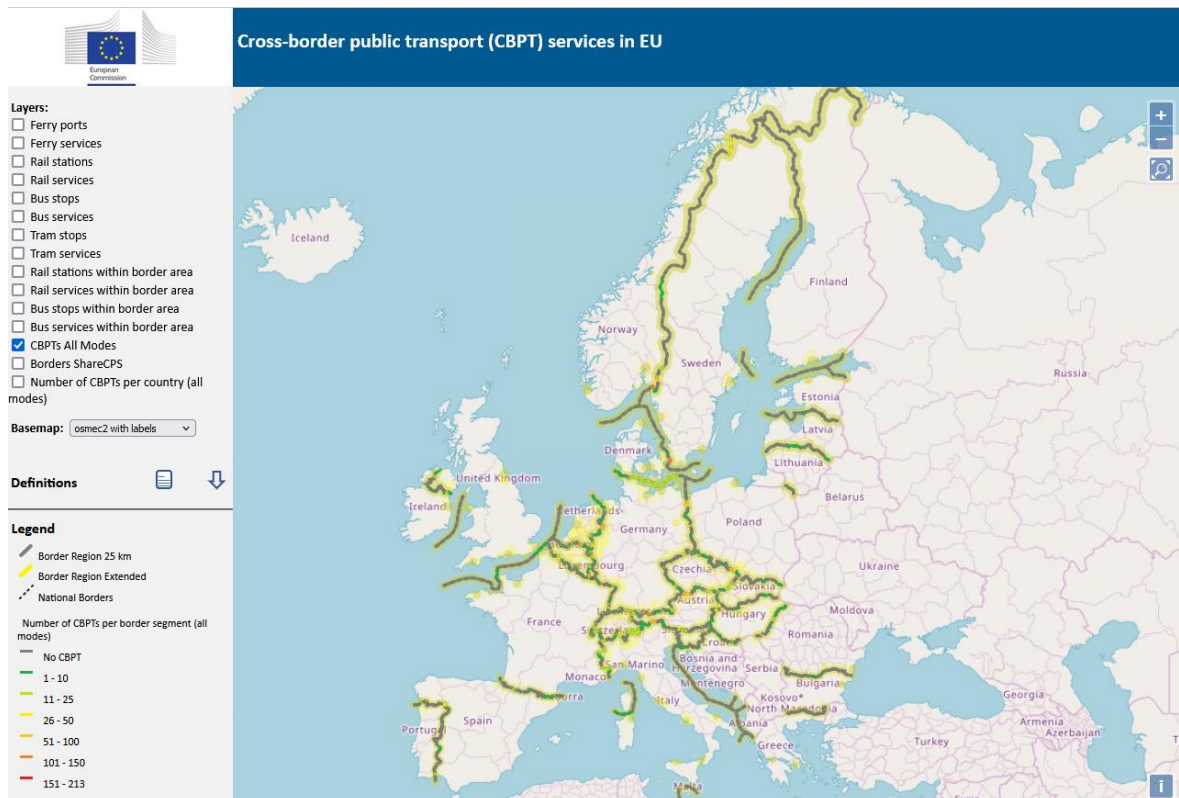 European
Commission
Cross-border public transport (CBPT) services in EU
Layers:
Ferry ports
Ferry services
Rail stations
Rail services
Bus stops
Bus services
Tram stops
Tram services
Rail stations within border area
Rail services within border area
Bus stops within border area
Bus services within border area
CBPTs All Modes
Borders ShareCPS
Number of CBPTs per country (all
modes)
Basemap: osmec2 with labels
Definitions
Legend
Border Region 25 km
Border Region Extended
National Borders
Number of CBPTs per border segment (all
modes)
No CBPT
1 - 10
11 - 25
26 - 50
51 - 100
101 - 150
151 - 213
+
−
Iceland
Finland
Norway
Sweden
Russia
Estonia
Latvia
Denmark
Lithuania
United Kingdom
Ireland
Belarus
Netherlands
Germany
Poland
Ukraine
Czechia
Slovakia
Austria
Moldova
France
Hungary
Romania
San Marino
Bosnia and
Herzegovina
Serbia
Monaco
Montenegro
Bulgaria
Kosovo*
Italy
North Macedonia
Georgia
Spain
Albania
Armenia
Azerbaijan
Greece
Turkey
Malta
i